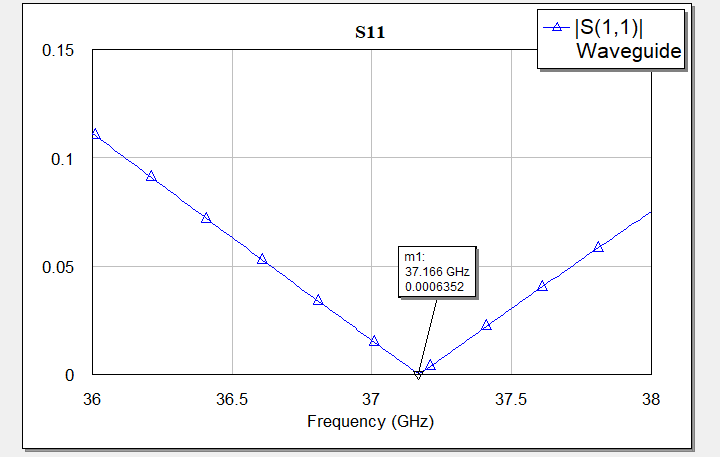 S11
|S(1,1)|
Waveguide
0.15
0.1
0.05
0
m1:
37.166 GHz
0.0006352
36
36.5
37
37.5
38
Frequency (GHz)